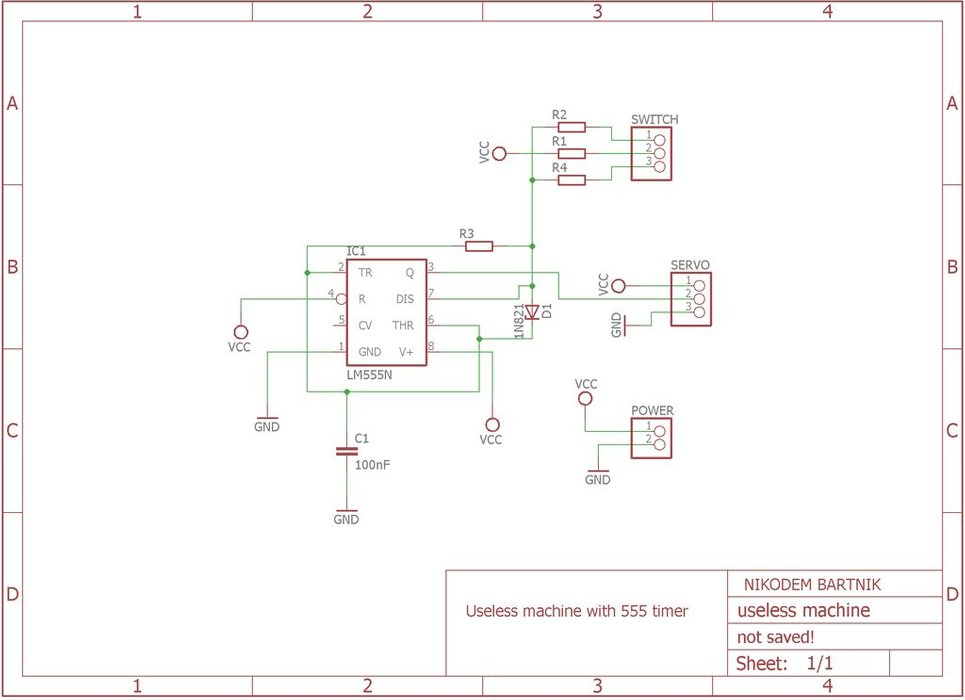 1 2 3 4
A A
R2
SWITCH
R1
VCC
1
2
3
R4
R3
B B
IC1
SERVO
2 TR Q 3
4 R DIS 7
5 CV THR 6
1 GND V+ 8
LM555N
VCC
1N821
D1
VCC
1
2
3
GND
GND
VCC
VCC
POWER
1
2
GND
C C
C1
100nF
GND
D D
Useless machine with 555 timer
NIKODEM BARTNIK
useless machine
not saved!
Sheet: 1/1
1 2 3 4